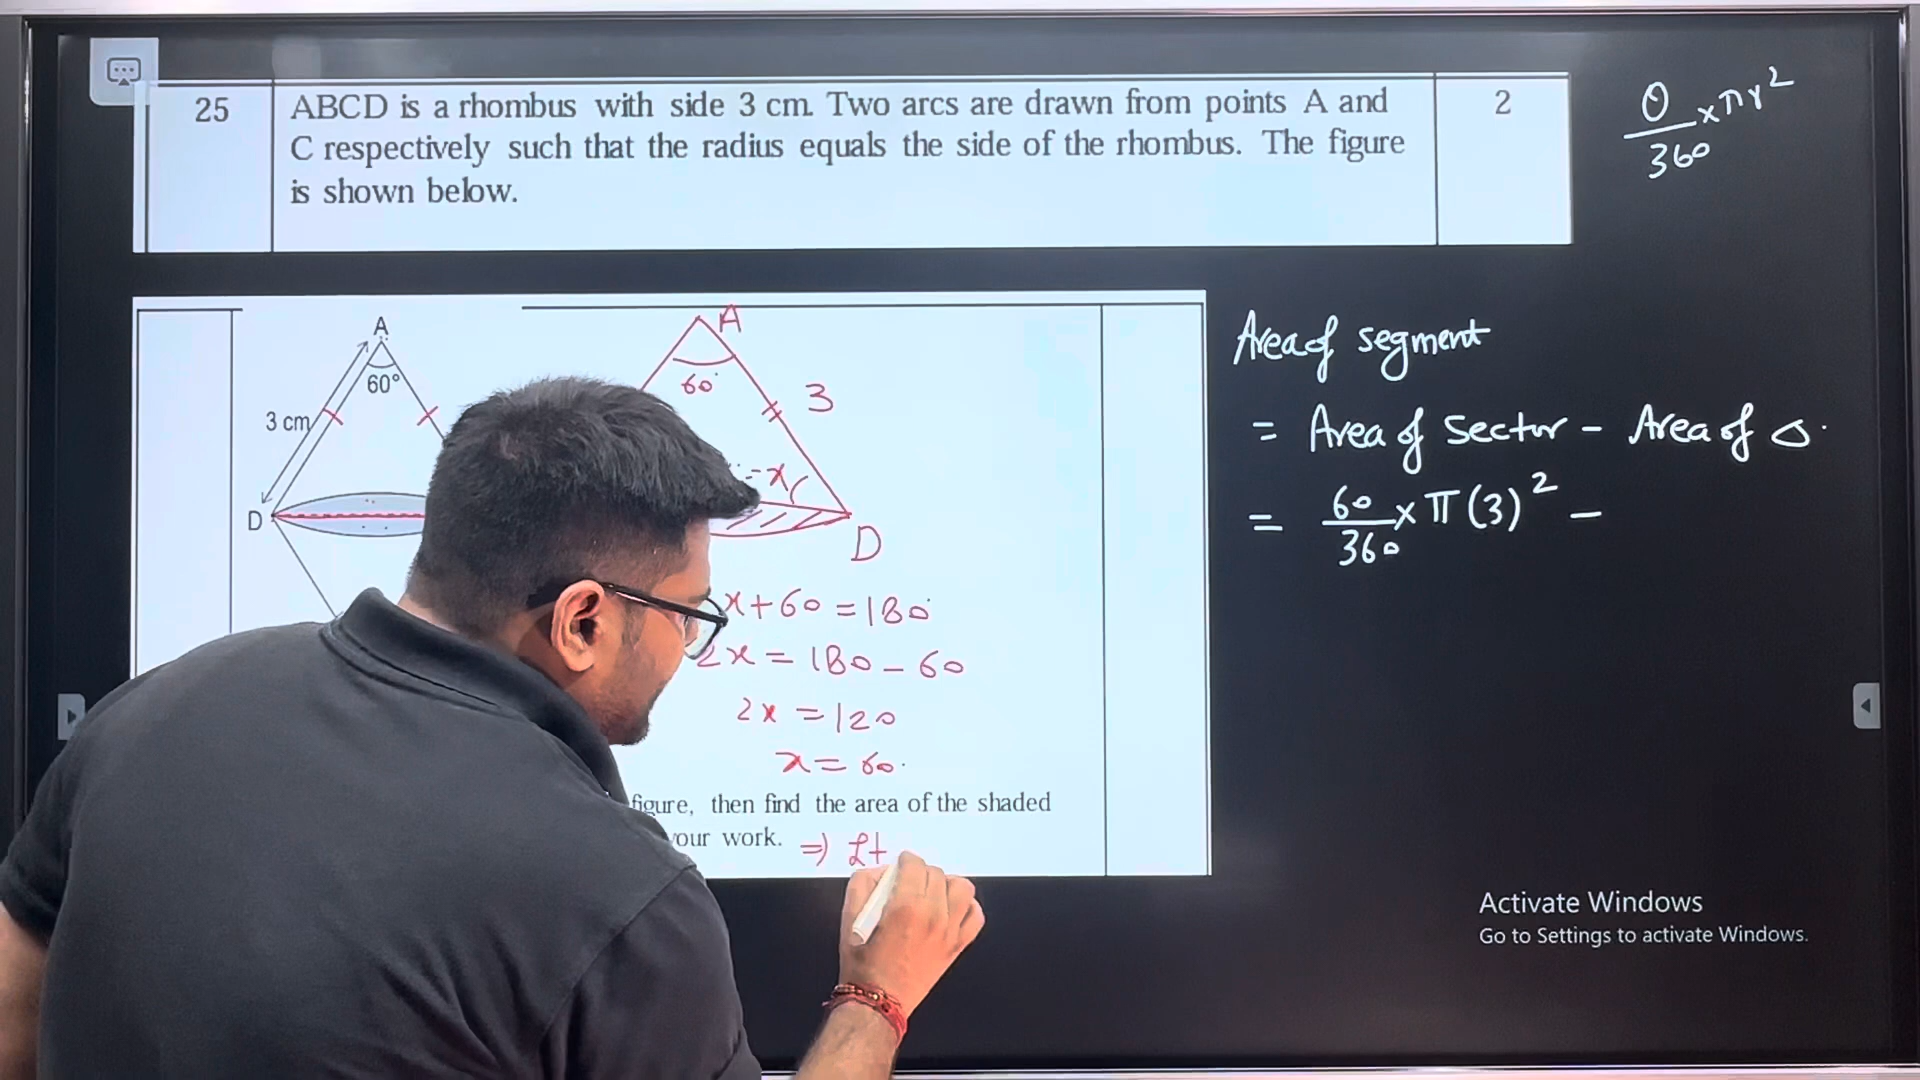 25
ABCD is a rhombus with side 3 cm. Two arcs are drawn from points A and
C respectively such that the radius equals the side of the rhombus. The figure
is shown below.
2
θ/360 × πr²
A
60°
3 cm
D
A
60°
3
x
D
x + 60 = 180°
2x = 180 - 60
2x = 120
x = 60.
figure, then find the area of the shaded
your work. ⇒
Area of segment
= Area of Sector - Area of Δ.
= 60/360 × π(3)² -
Activate Windows
Go to Settings to activate Windows.